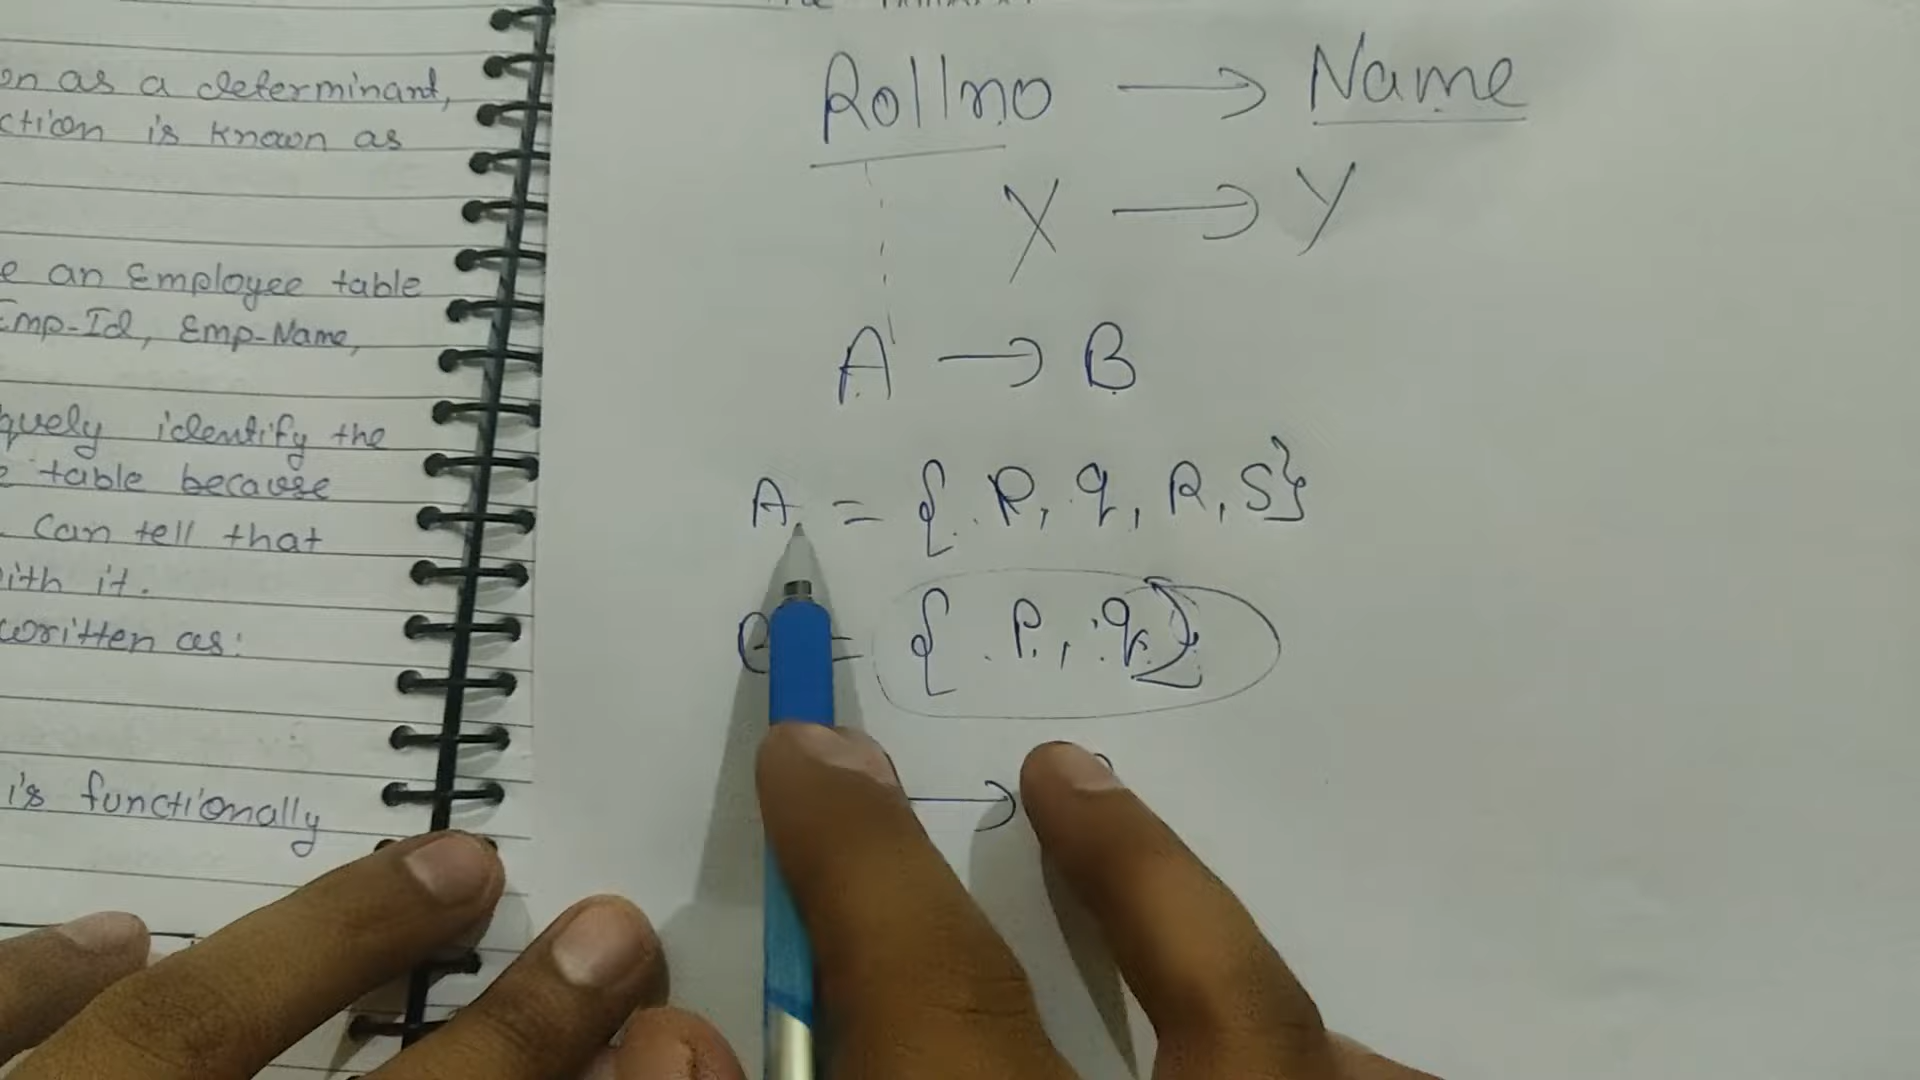 on as a determinant,
ction is known as
e an Employee table
Emp-Id, Emp-Name,
quely identify the
table because
Can tell that
ith it.
written as:
is functionally
Rollno → Name
X → Y
A → B
A = {P, q, R, S}
B = {P, q}
→